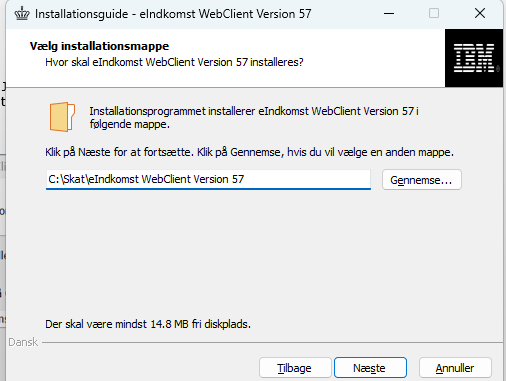 Installationsguide - eIndkomst WebClient Version 57
Vælg installationsmappe
Hvor skal eIndkomst WebClient Version 57 installeres?
IBM
Installationsprogrammet installerer eIndkomst WebClient Version 57 i
følgende mappe.
Klik på Næste for at fortsætte. Klik på Gennemse, hvis du vil vælge en anden mappe.
C:\Skat\eIndkomst WebClient Version 57
Gennemse...
Der skal være mindst 14.8 MB fri diskplads.
Dansk
Tilbage
Næste
Annuller